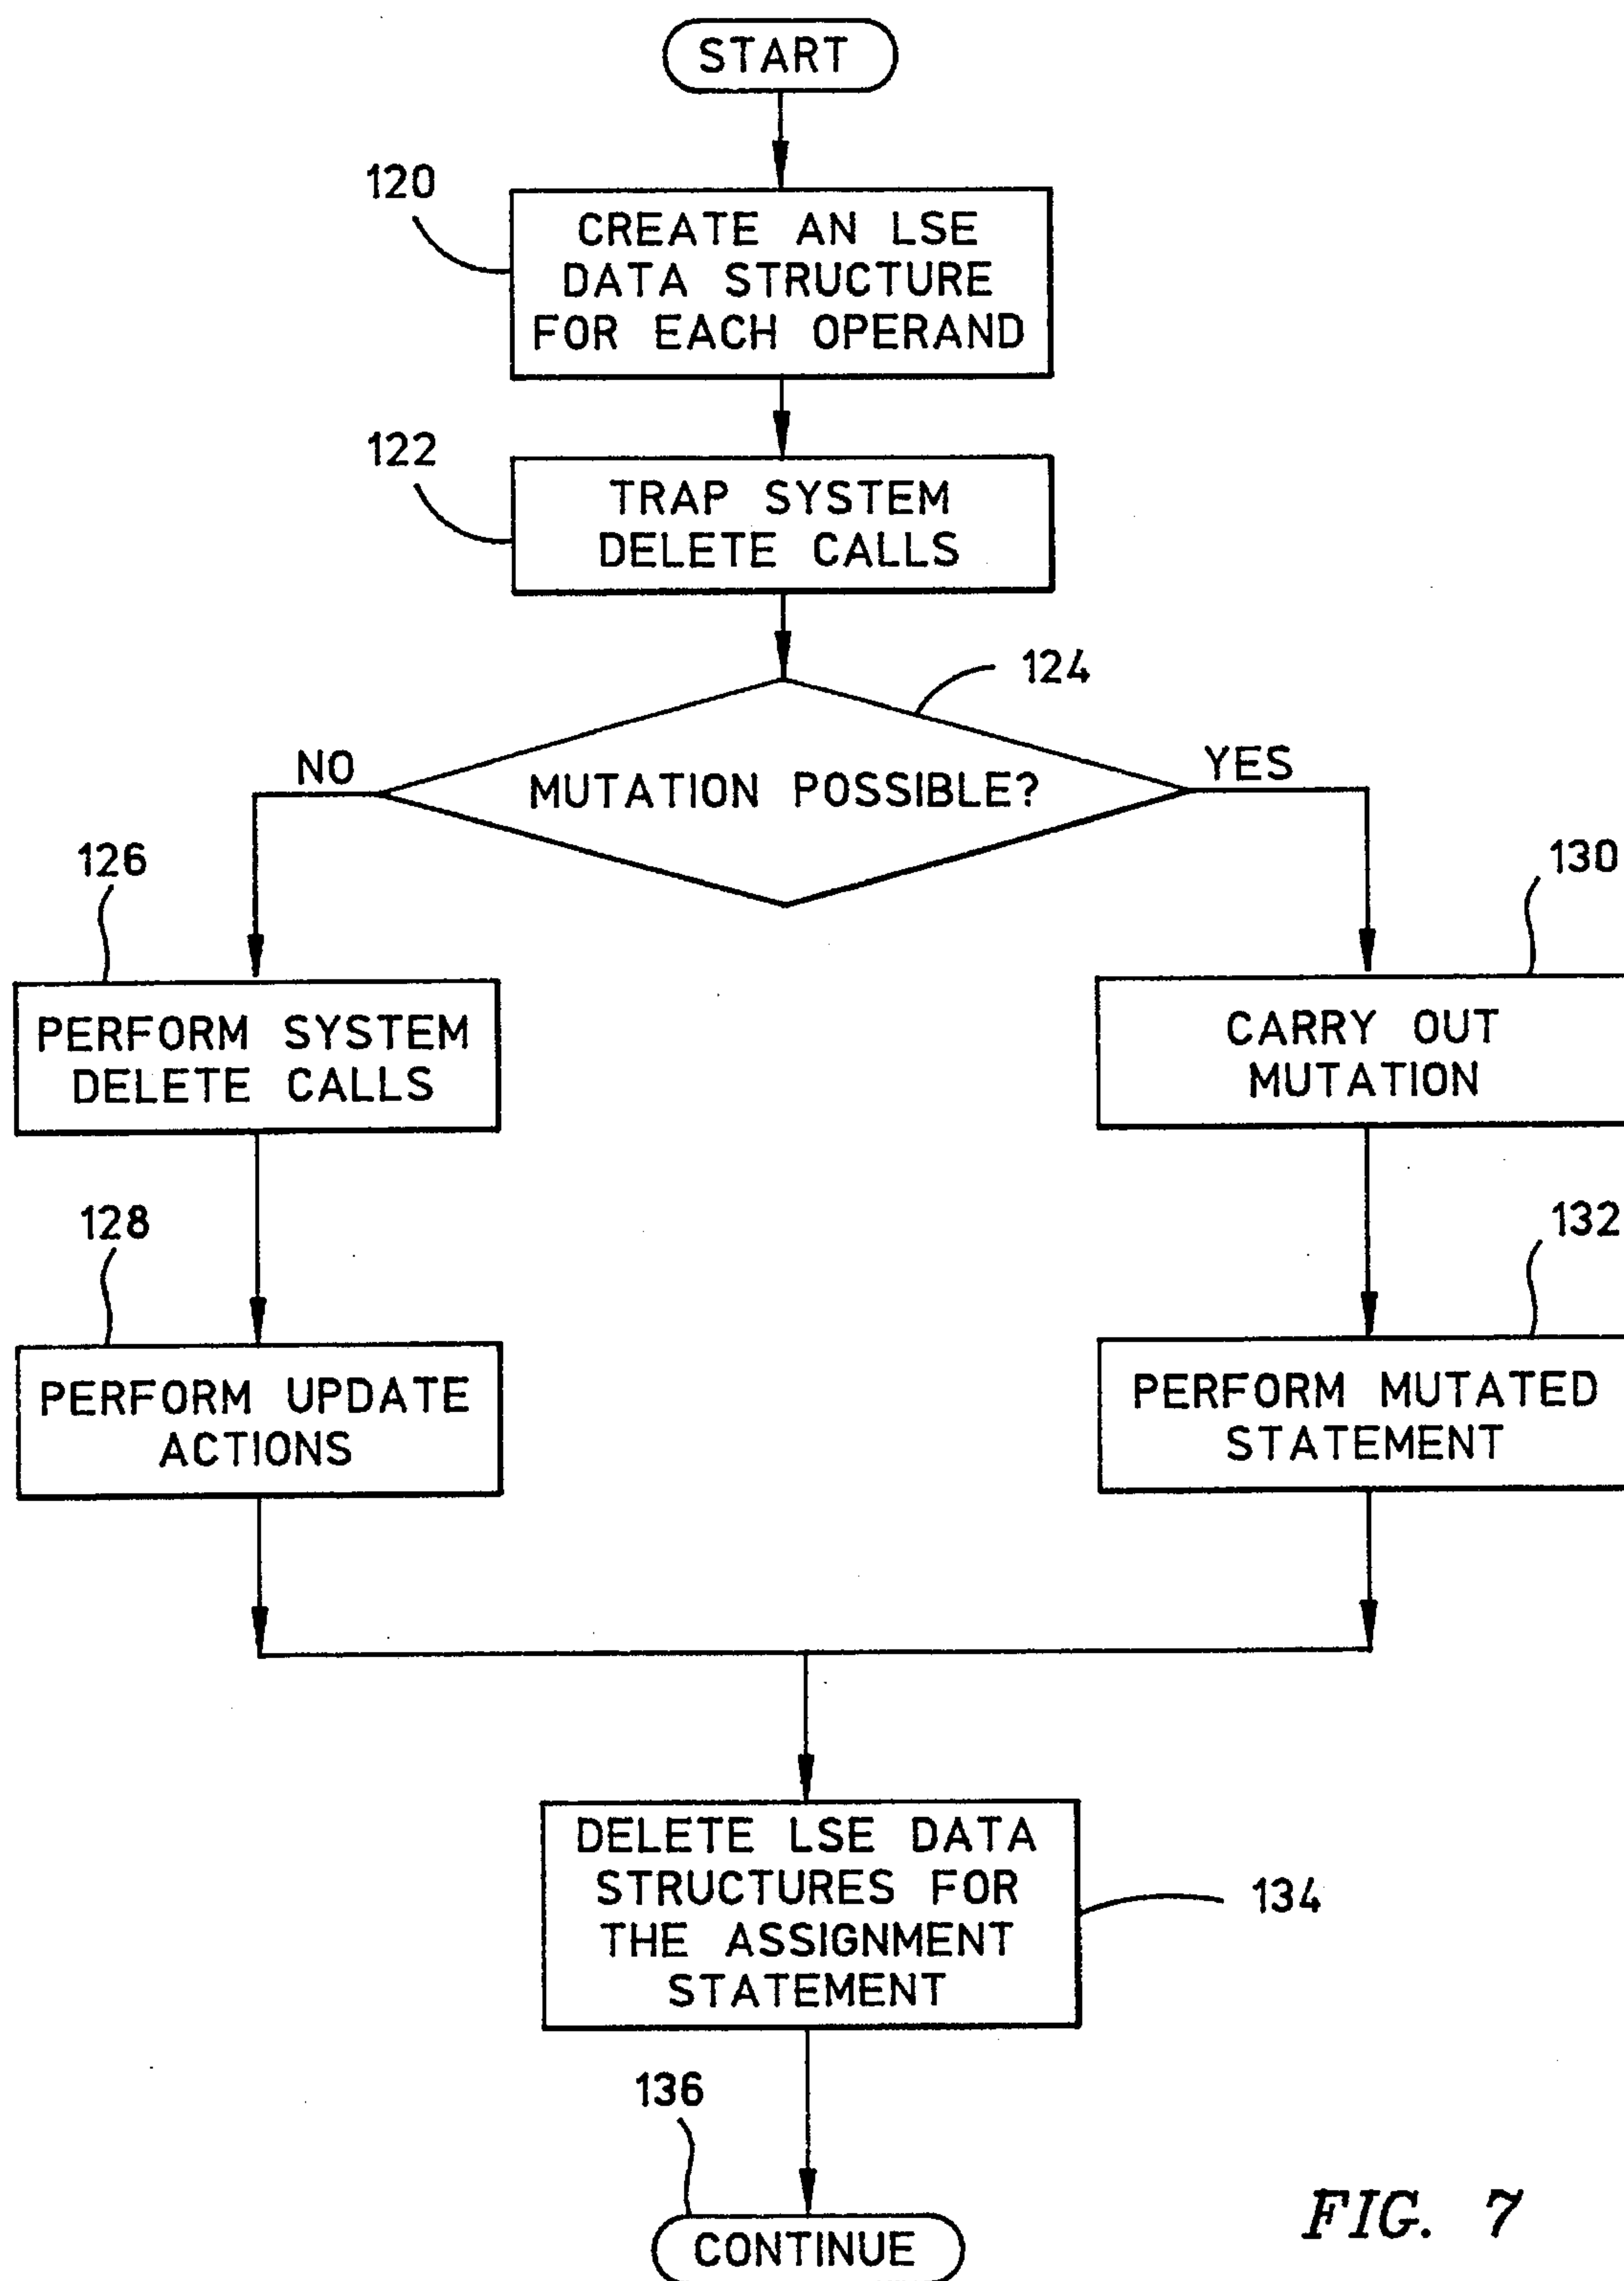 START
120
CREATE AN LSE
DATA STRUCTURE
FOR EACH OPERAND
122
TRAP SYSTEM
DELETE CALLS
124
MUTATION POSSIBLE?
NO
YES
126
PERFORM SYSTEM
DELETE CALLS
130
CARRY OUT
MUTATION
128
PERFORM UPDATE
ACTIONS
132
PERFORM MUTATED
STATEMENT
DELETE LSE DATA
STRUCTURES FOR
THE ASSIGNMENT
STATEMENT
134
136
CONTINUE
FIG. 7